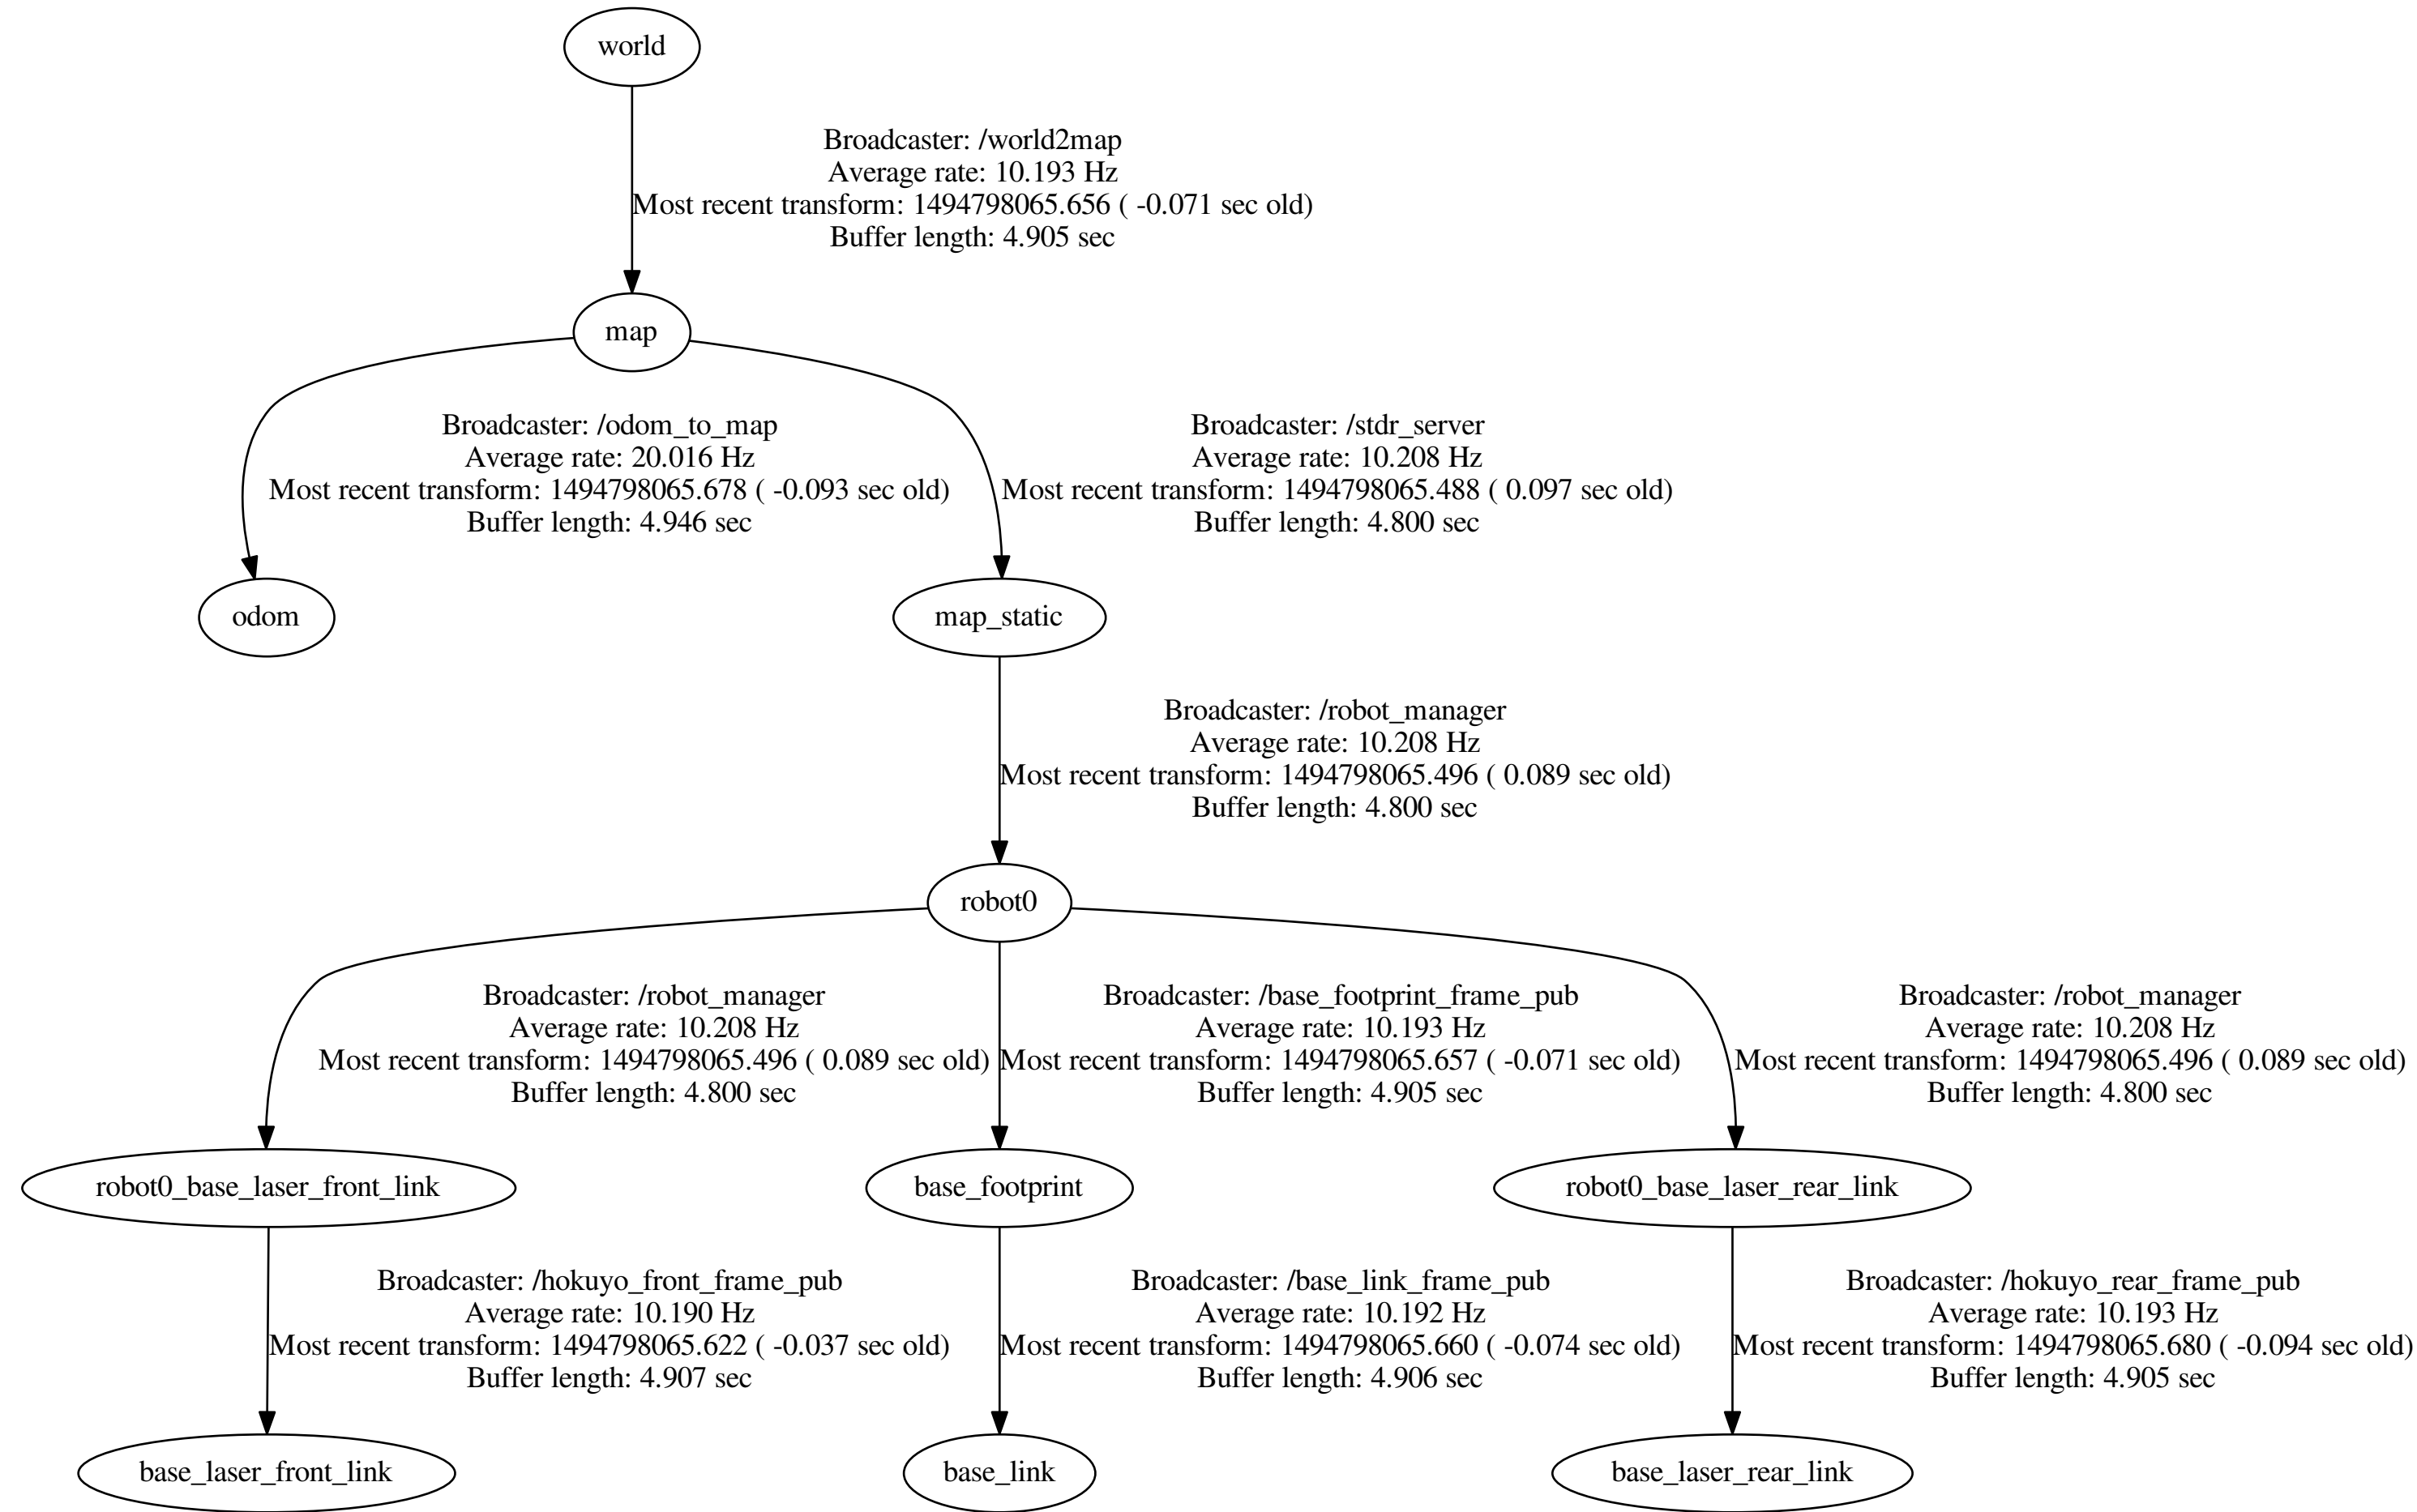 world
Broadcaster: /world2map
Average rate: 10.193 Hz
Most recent transform: 1494798065.656 ( -0.071 sec old)
Buffer length: 4.905 sec
map
Broadcaster: /odom_to_map
Average rate: 20.016 Hz
Most recent transform: 1494798065.678 ( -0.093 sec old)
Buffer length: 4.946 sec
Broadcaster: /stdr_server
Average rate: 10.208 Hz
Most recent transform: 1494798065.488 ( 0.097 sec old)
Buffer length: 4.800 sec
odom
map_static
Broadcaster: /robot_manager
Average rate: 10.208 Hz
Most recent transform: 1494798065.496 ( 0.089 sec old)
Buffer length: 4.800 sec
robot0
Broadcaster: /robot_manager
Average rate: 10.208 Hz
Most recent transform: 1494798065.496 ( 0.089 sec old)
Buffer length: 4.800 sec
Broadcaster: /base_footprint_frame_pub
Average rate: 10.193 Hz
Most recent transform: 1494798065.657 ( -0.071 sec old)
Buffer length: 4.905 sec
Broadcaster: /robot_manager
Average rate: 10.208 Hz
Most recent transform: 1494798065.496 ( 0.089 sec old)
Buffer length: 4.800 sec
robot0_base_laser_front_link
base_footprint
robot0_base_laser_rear_link
Broadcaster: /hokuyo_front_frame_pub
Average rate: 10.190 Hz
Most recent transform: 1494798065.622 ( -0.037 sec old)
Buffer length: 4.907 sec
Broadcaster: /base_link_frame_pub
Average rate: 10.192 Hz
Most recent transform: 1494798065.660 ( -0.074 sec old)
Buffer length: 4.906 sec
Broadcaster: /hokuyo_rear_frame_pub
Average rate: 10.193 Hz
Most recent transform: 1494798065.680 ( -0.094 sec old)
Buffer length: 4.905 sec
base_laser_front_link
base_link
base_laser_rear_link